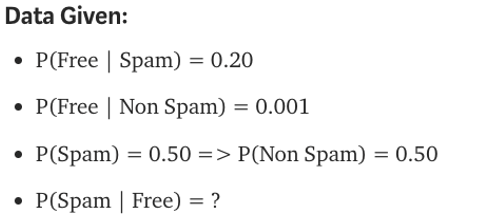 Data Given:
• P(Free | Spam) = 0.20
• P(Free | Non Spam) = 0.001
• P(Spam) = 0.50 => P(Non Spam) = 0.50
• P(Spam | Free) = ?